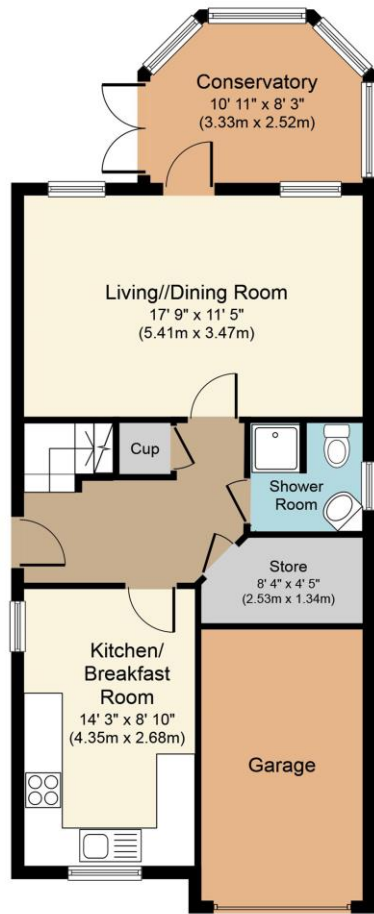 Conservatory
10' 11" x 8' 3"
(3.33m x 2.52m)
Living//Dining Room
17' 9" x 11' 5"
(5.41m x 3.47m)
Cup
Shower
Room
Store
8' 4" x 4' 5"
(2.53m x 1.34m)
Kitchen/
Breakfast
Room
14' 3" x 8' 10"
(4.35m x 2.68m)
Garage